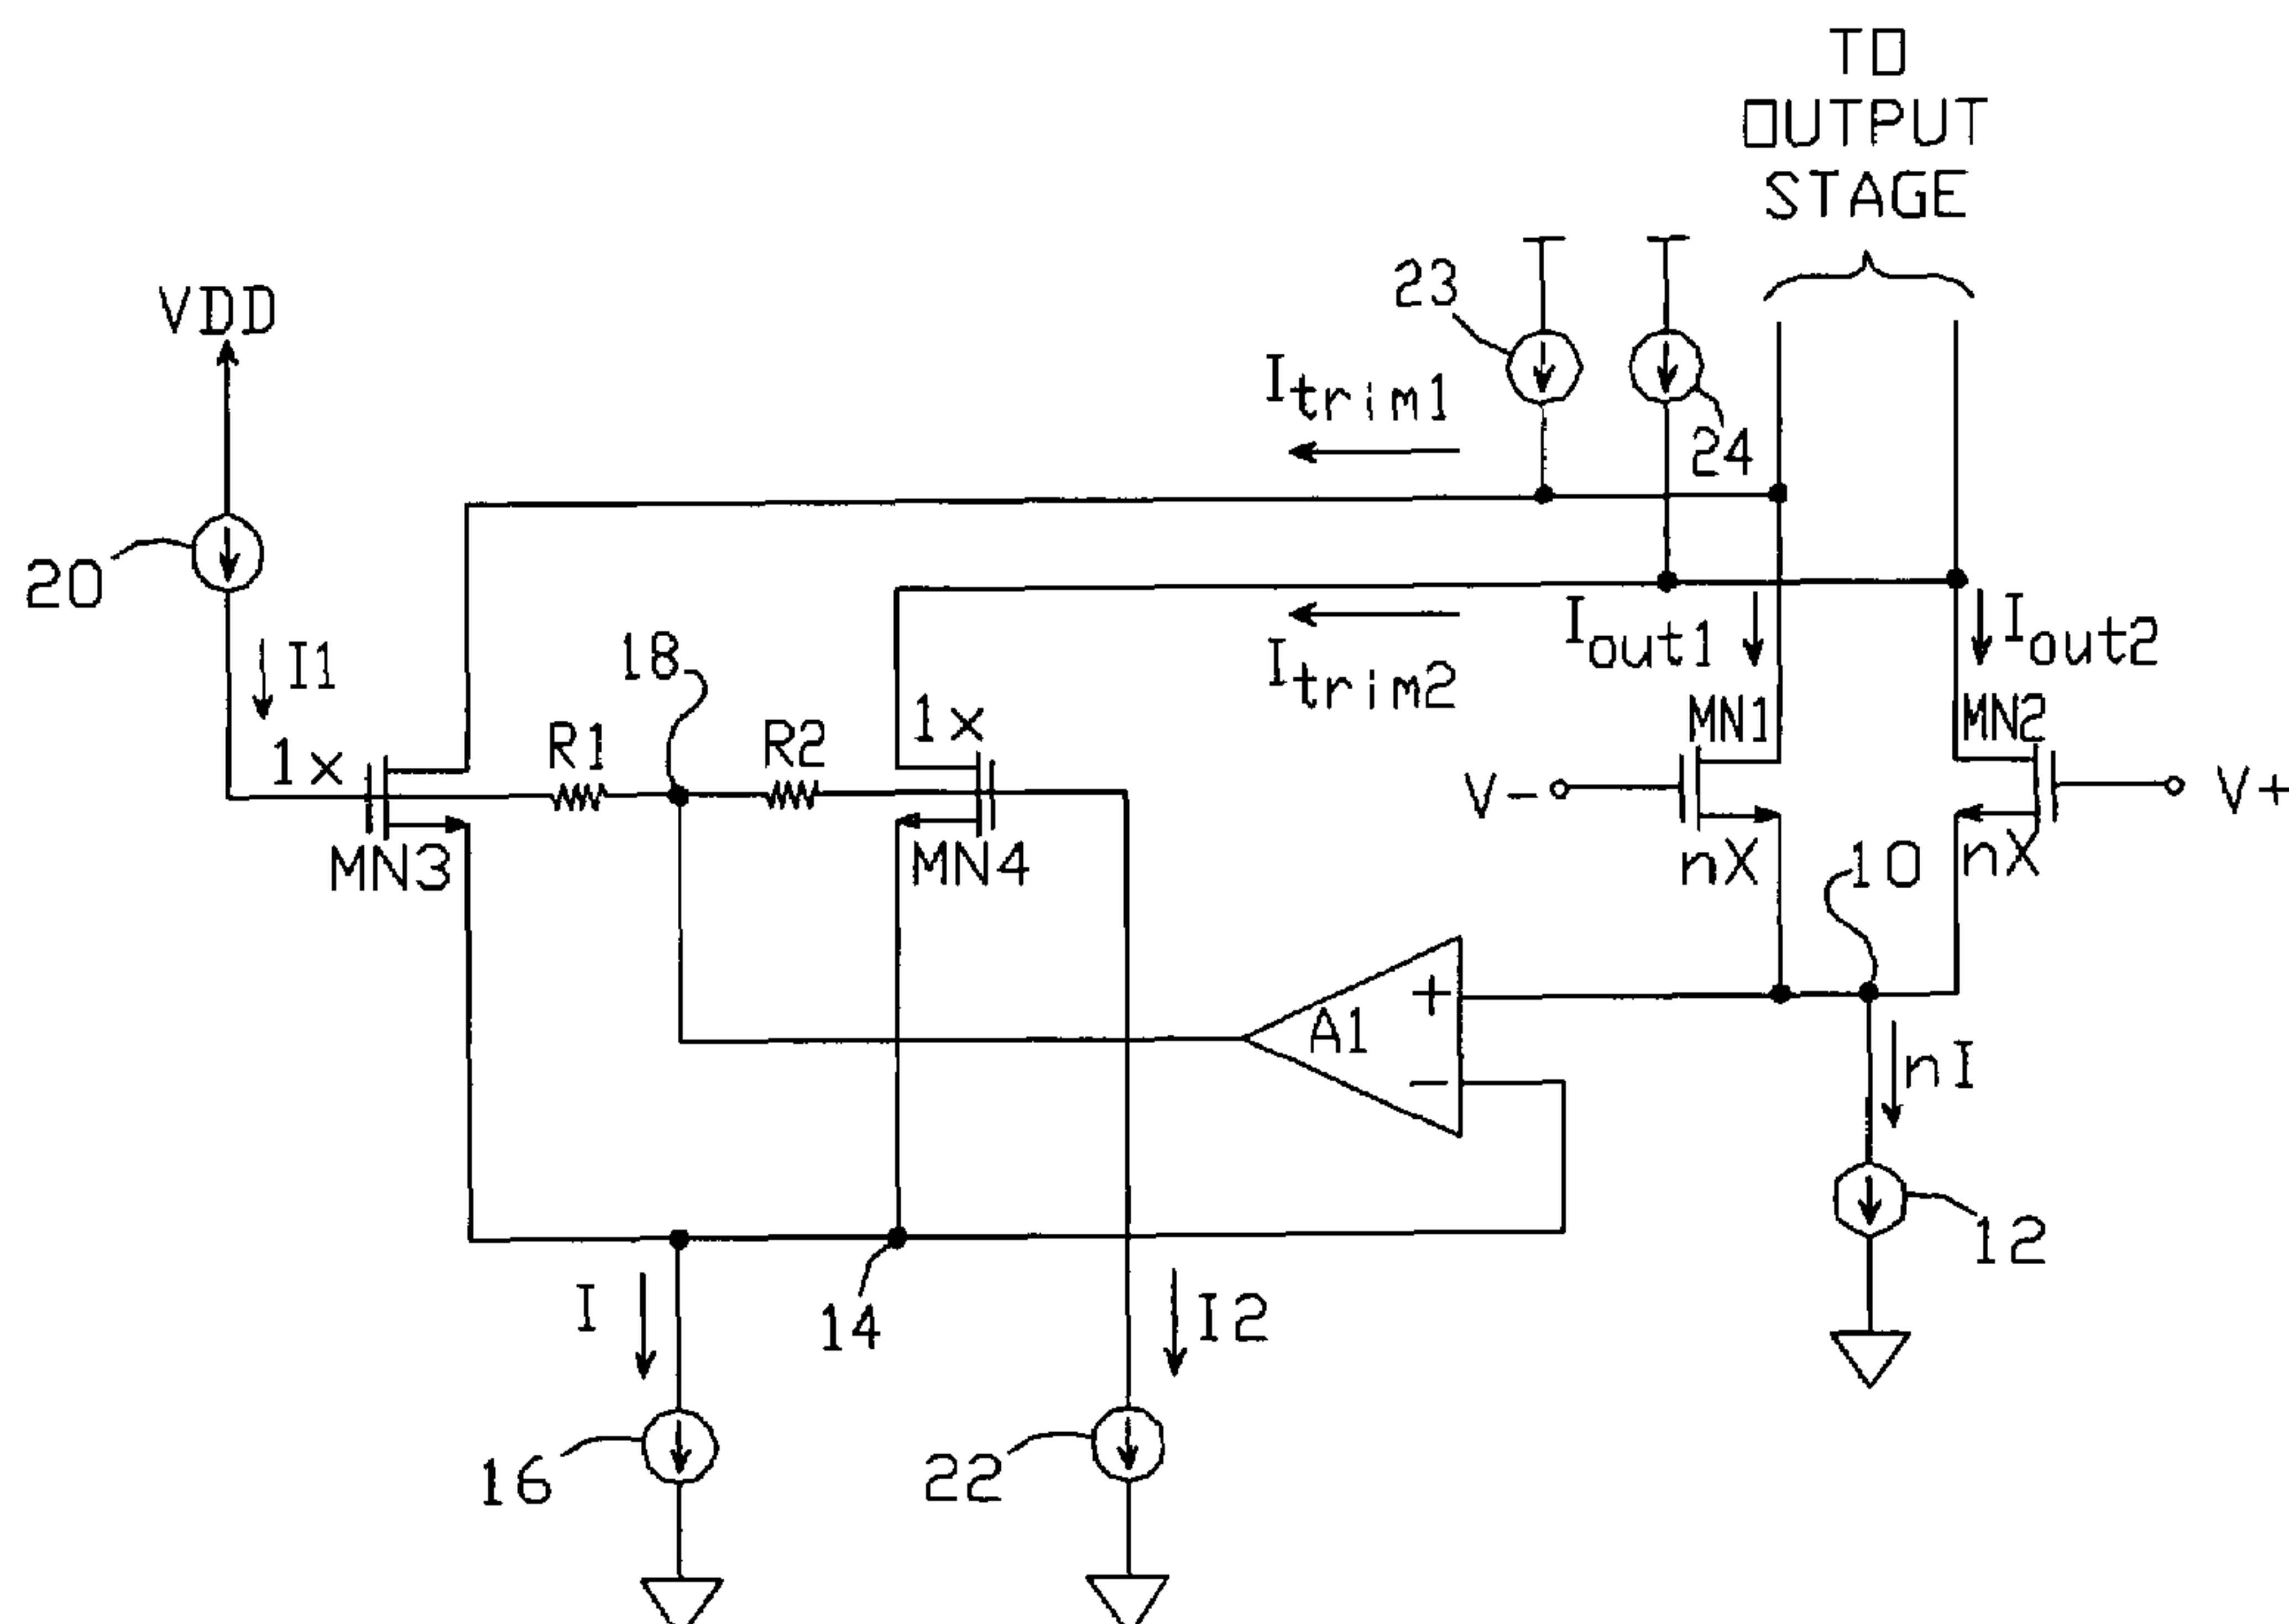 TO
OUTPUT
STAGE
VDD
23
24
Itrim1
20
I1
18
Itrim2
Iout1
Iout2
1x
R1
R2
1x
MN1
MN2
V-
V+
MN3
MN4
nX
10
nX
A1
+
-
nI
12
I
14
I2
16
22